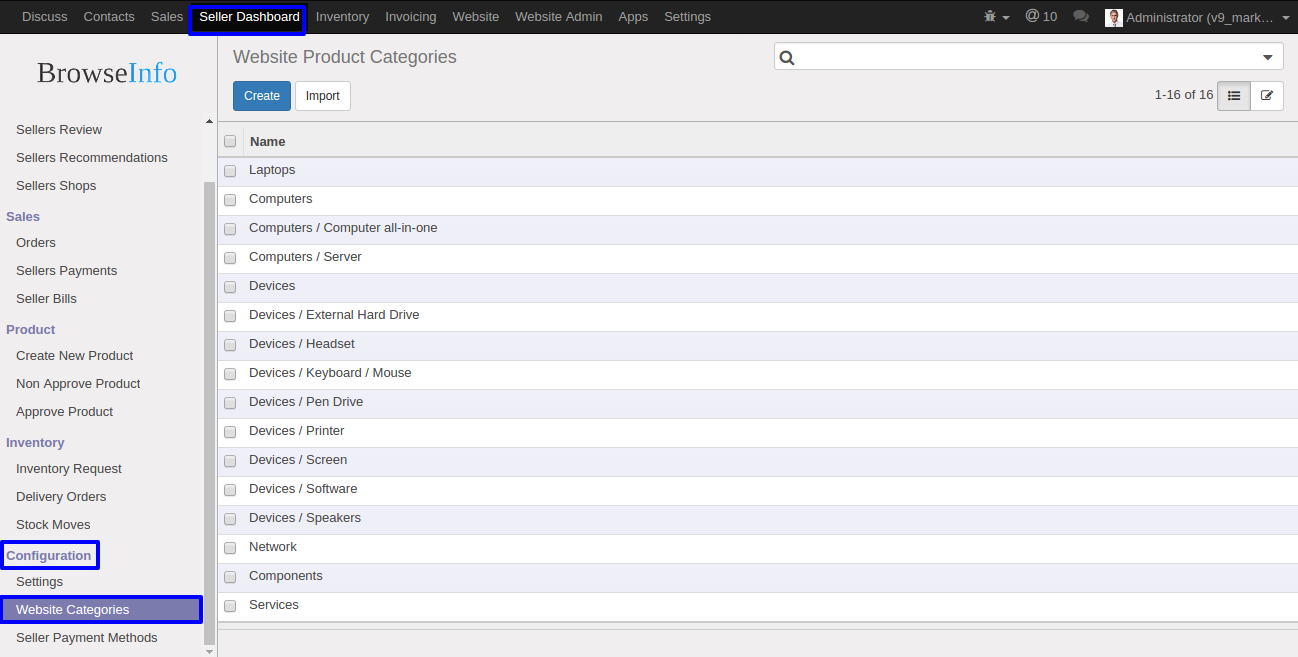 Discuss Contacts Sales Seller Dashboard Inventory Invoicing Website Website Admin Apps Settings @ 10 Administrator (v9_mark...
BrowseInfo
Sellers Review
Sellers Recommendations
Sellers Shops
Sales
Orders
Sellers Payments
Seller Bills
Product
Create New Product
Non Approve Product
Approve Product
Inventory
Inventory Request
Delivery Orders
Stock Moves
Configuration
Settings
Website Categories
Seller Payment Methods
Website Product Categories
Create Import
1-16 of 16
Name
Laptops
Computers
Computers / Computer all-in-one
Computers / Server
Devices
Devices / External Hard Drive
Devices / Headset
Devices / Keyboard / Mouse
Devices / Pen Drive
Devices / Printer
Devices / Screen
Devices / Software
Devices / Speakers
Network
Components
Services